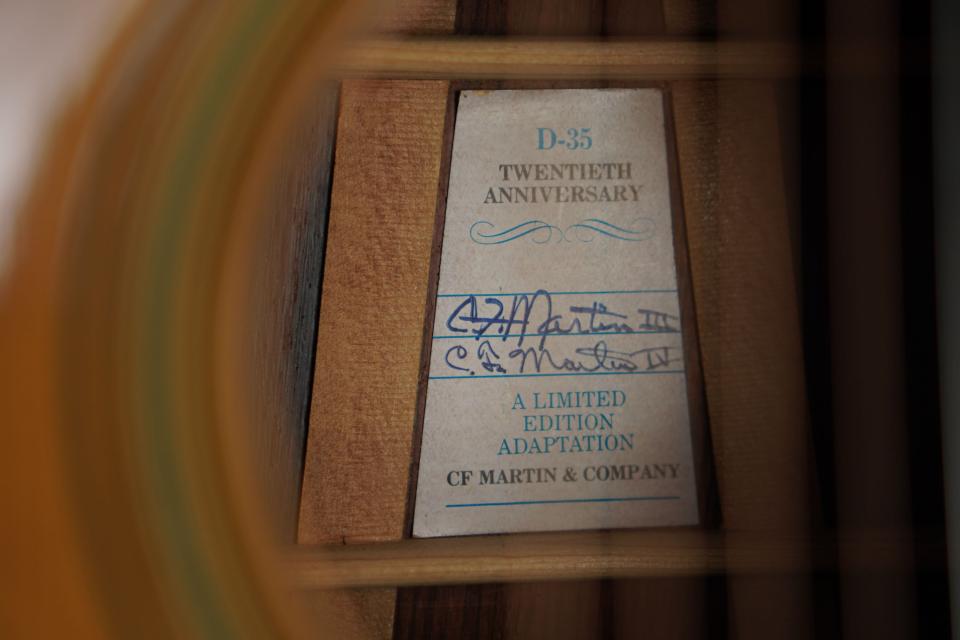 D-35
TWENTIETH
ANNIVERSARY
C.F. Martin III
C. F. Martin IV
A LIMITED
EDITION
ADAPTATION
CF MARTIN & COMPANY